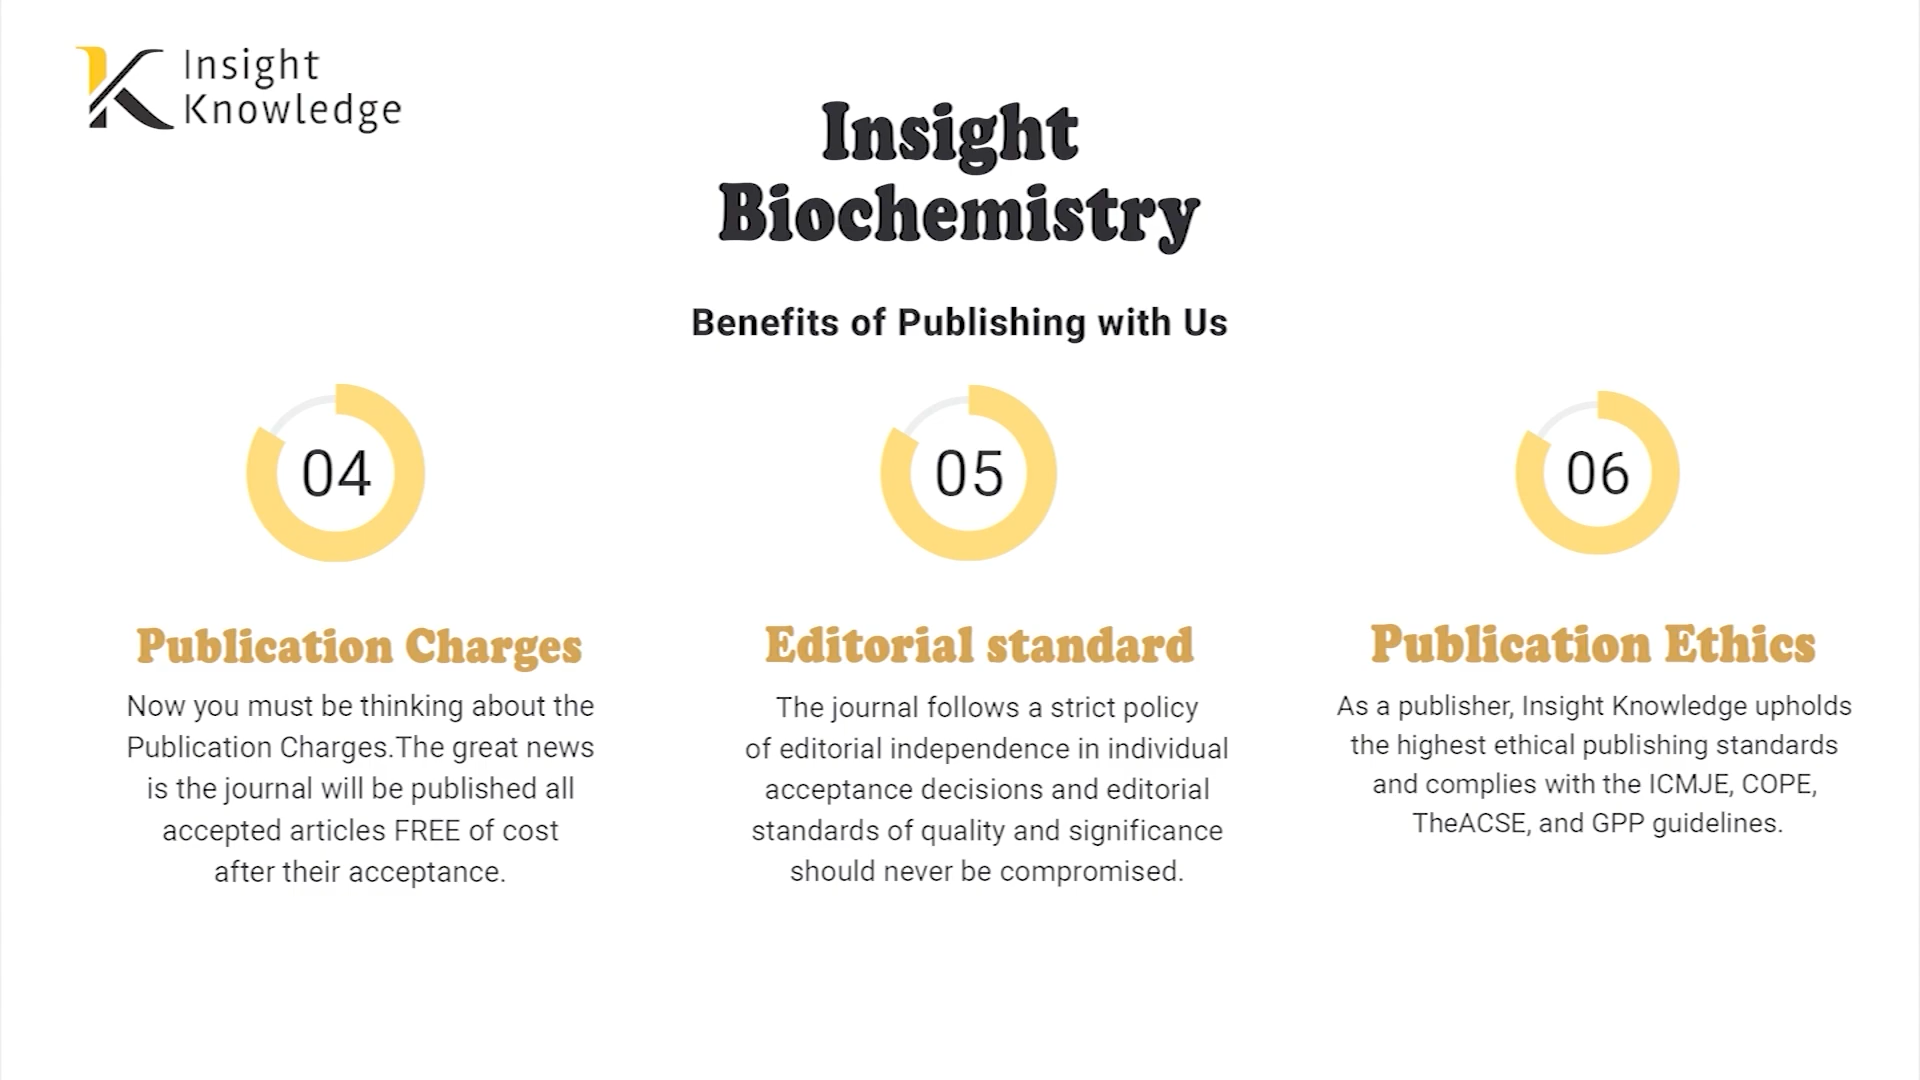 Insight
Knowledge
Insight
Biochemistry
Benefits of Publishing with Us
04
Publication Charges
Now you must be thinking about the
Publication Charges.The great news
is the journal will be published all
accepted articles FREE of cost
after their acceptance.
05
Editorial standard
The journal follows a strict policy
of editorial independence in individual
acceptance decisions and editorial
standards of quality and significance
should never be compromised.
06
Publication Ethics
As a publisher, Insight Knowledge upholds
the highest ethical publishing standards
and complies with the ICMJE, COPE,
TheACSE, and GPP guidelines.